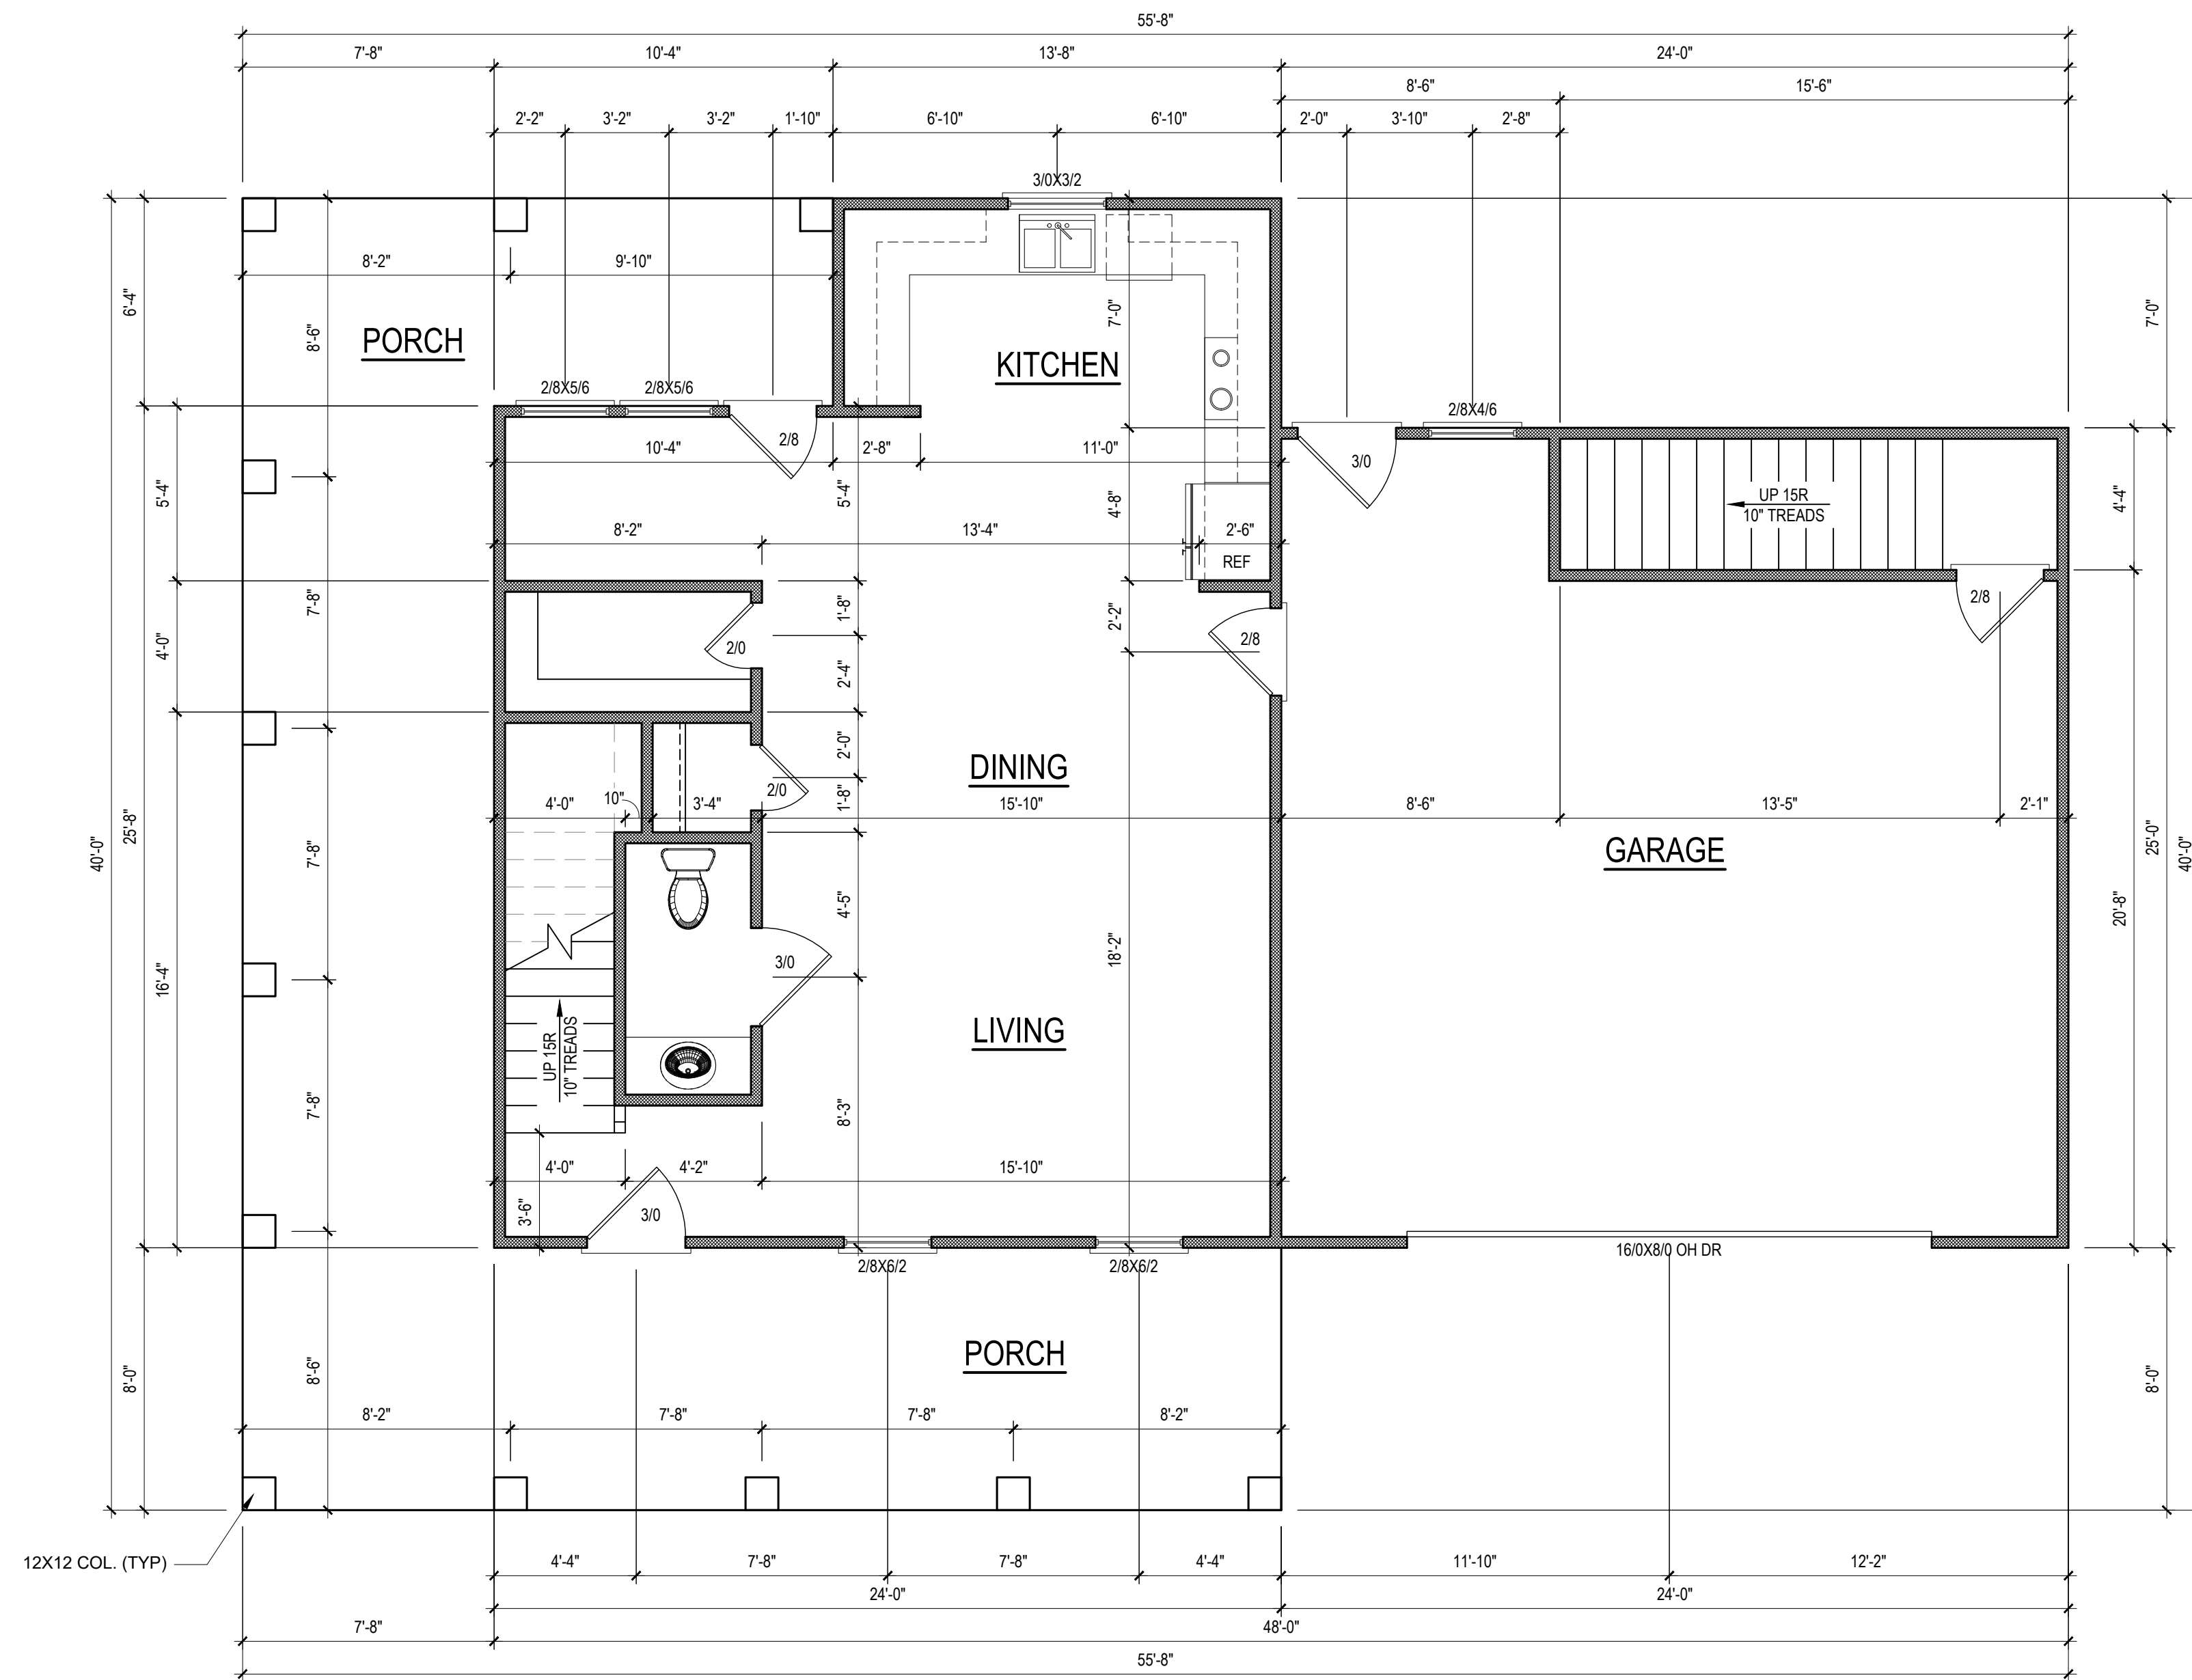 55'-8"
7'-8" 10'-4" 13'-8" 24'-0"
8'-6" 15'-6"
2'-2" 3'-2" 3'-2" 1'-10" 6'-10" 6'-10" 2'-0" 3'-10" 2'-8"
3/0X3/2
8'-2" 9'-10"
6'-4"
8'-6"
7'-0"
7'-0"
PORCH
KITCHEN
2/8X5/6 2/8X5/6
2/8X4/6
2/8
10'-4" 2'-8" 11'-0"
3/0
5'-4"
5'-4"
4'-8"
UP 15R
10" TREADS
4'-4"
8'-2" 13'-4" 2'-6"
REF
7'-8"
4'-0"
1'-8"
2'-2"
2/8
2/8
2/0
2'-4"
2'-0"
DINING
2/0
4'-0" 10" 3'-4" 1'-8" 15'-10" 8'-6" 13'-5" 2'-1"
40'-0"
25'-8"
7'-8"
GARAGE
25'-0"
40'-0"
4'-5"
20'-8"
18'-2"
16'-4"
3/0
LIVING
UP 15R
10" TREADS
7'-8"
8'-3"
4'-0" 4'-2" 15'-10"
3'-6"
3/0
2/8X6/2 2/8X6/2
16/0X8/0 OH DR
PORCH
8'-0"
8'-6"
8'-0"
8'-2" 7'-8" 7'-8" 8'-2"
12X12 COL. (TYP)
4'-4" 7'-8" 7'-8" 4'-4" 11'-10" 12'-2"
24'-0" 24'-0"
7'-8" 48'-0"
55'-8"